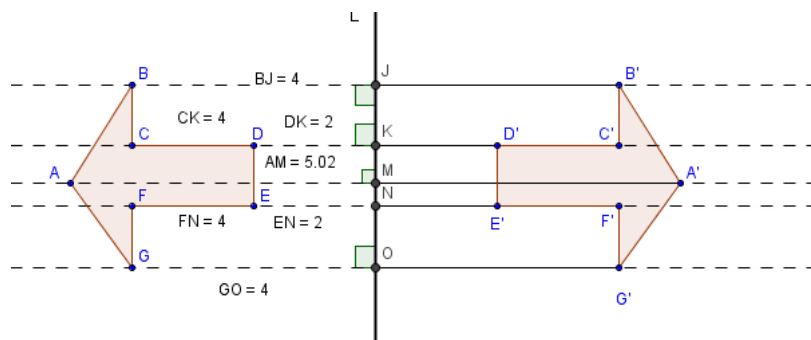 L
B BJ = 4 J B'
CK = 4 DK = 2
C D K D' C'
A AM = 5.02 M A'
F E N
FN = 4 EN = 2 E' F'
G O
GO = 4 G'